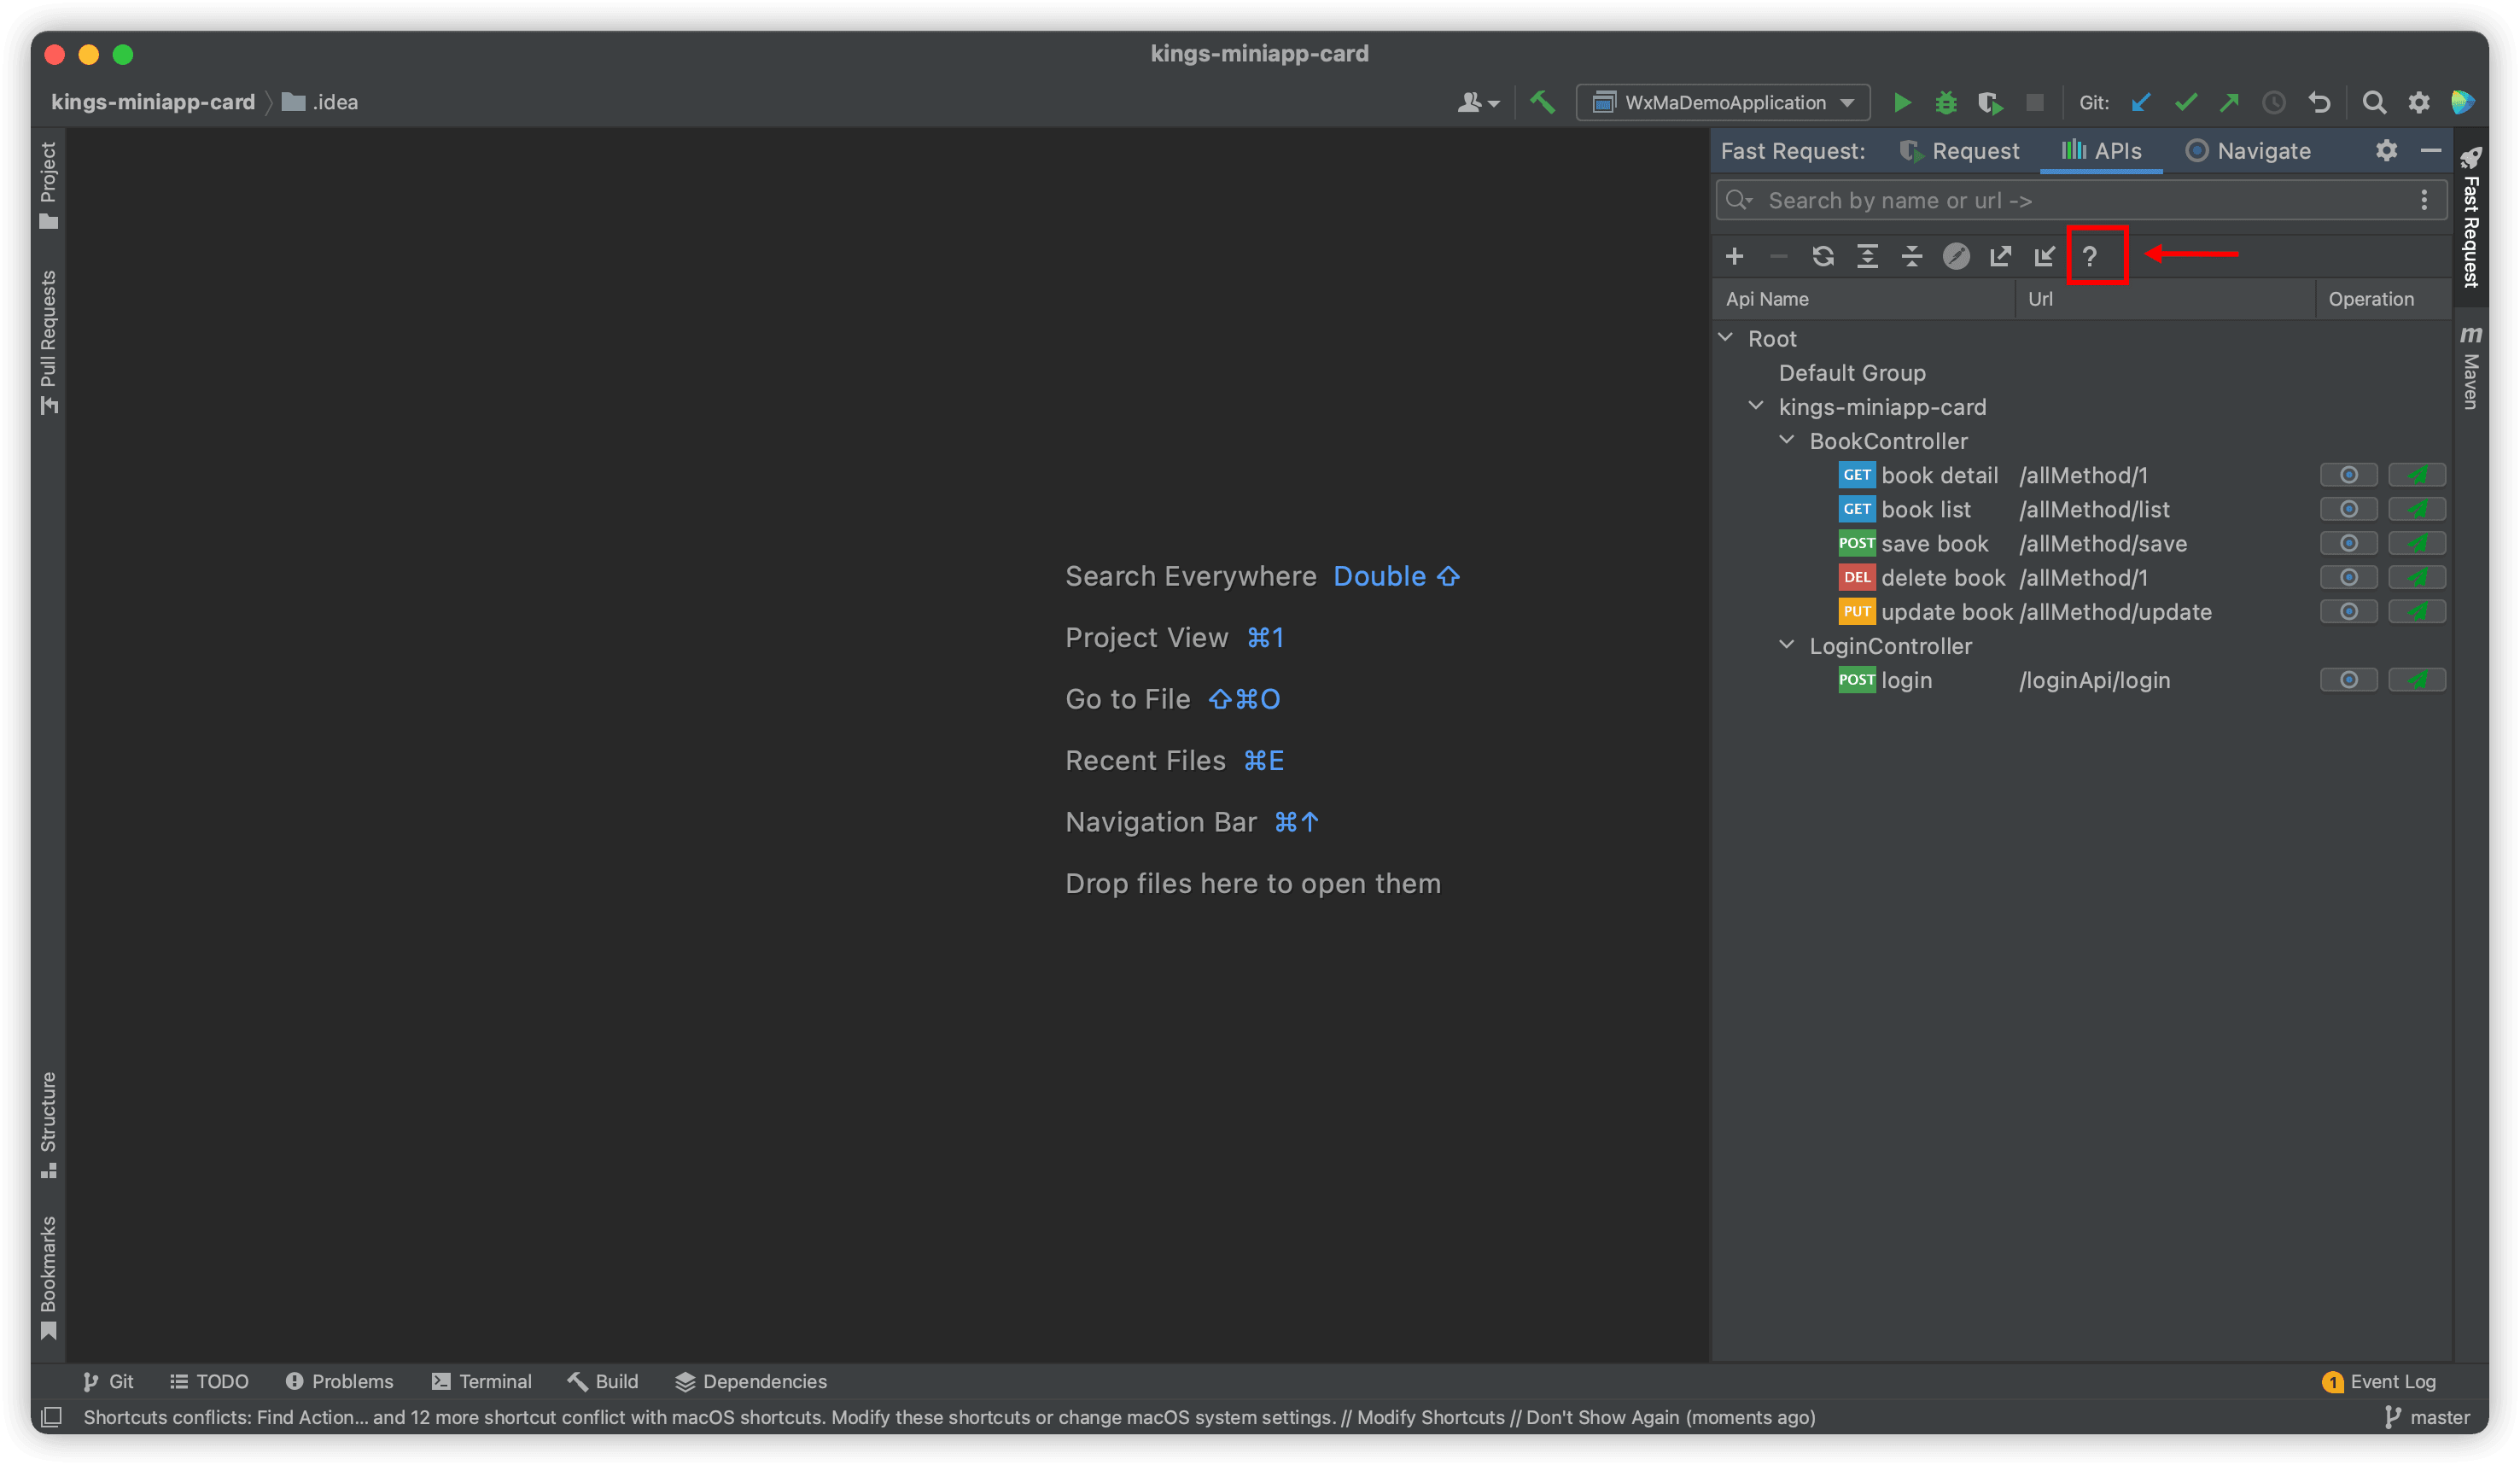 kings-miniapp-card
kings-miniapp-card
.idea
WxMaDemoApplication
Git:
Project
Pull Requests
Structure
Bookmarks
Search Everywhere Double ⇧
Project View ⌘1
Go to File ⇧⌘O
Recent Files ⌘E
Navigation Bar ⌘↑
Drop files here to open them
Fast Request: Request APIs Navigate
Search by name or url ->
?
Api Name Url Operation
Root
Default Group
kings-miniapp-card
BookController
GET book detail /allMethod/1
GET book list /allMethod/list
POST save book /allMethod/save
DEL delete book /allMethod/1
PUT update book /allMethod/update
LoginController
POST login /loginApi/login
Fast Request
m Maven
Git TODO Problems Terminal Build Dependencies
1 Event Log
Shortcuts conflicts: Find Action... and 12 more shortcut conflict with macOS shortcuts. Modify these shortcuts or change macOS system settings. // Modify Shortcuts // Don't Show Again (moments ago)
master